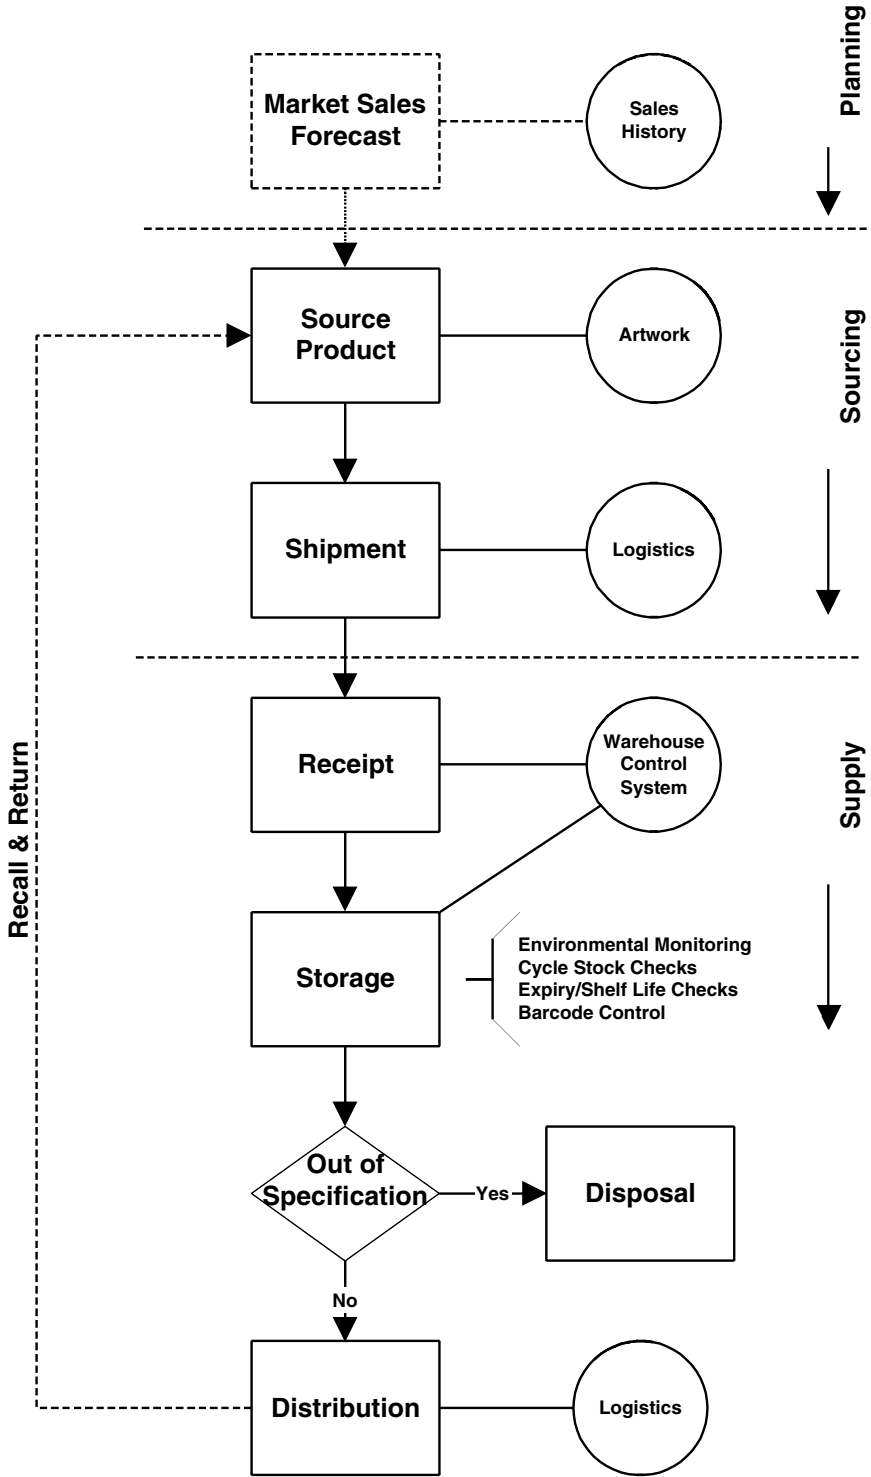 Planning
Market Sales
Forecast
Sales
History
Source
Product
Artwork
Sourcing
Shipment
Logistics
Receipt
Warehouse
Control
System
Supply
Recall & Return
Storage
Environmental Monitoring
Cycle Stock Checks
Expiry/Shelf Life Checks
Barcode Control
Out of
Specification
Yes
Disposal
No
Distribution
Logistics